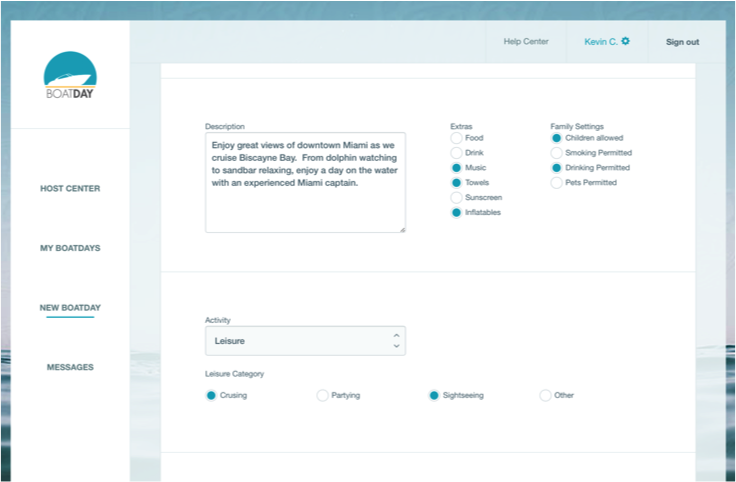 Help Center
Kevin C.
Sign out
BOATDAY
HOST CENTER
MY BOATDAYS
NEW BOATDAY
MESSAGES
Description
Enjoy great views of downtown Miami as we
cruise Biscayne Bay. From dolphin watching
to sandbar relaxing, enjoy a day on the water
with an experienced Miami captain.
Extras
Food
Drink
Music
Towels
Sunscreen
Inflatables
Family Settings
Children allowed
Smoking Permitted
Drinking Permitted
Pets Permitted
Activity
Leisure
Leisure Category
Crusing
Partying
Sightseeing
Other